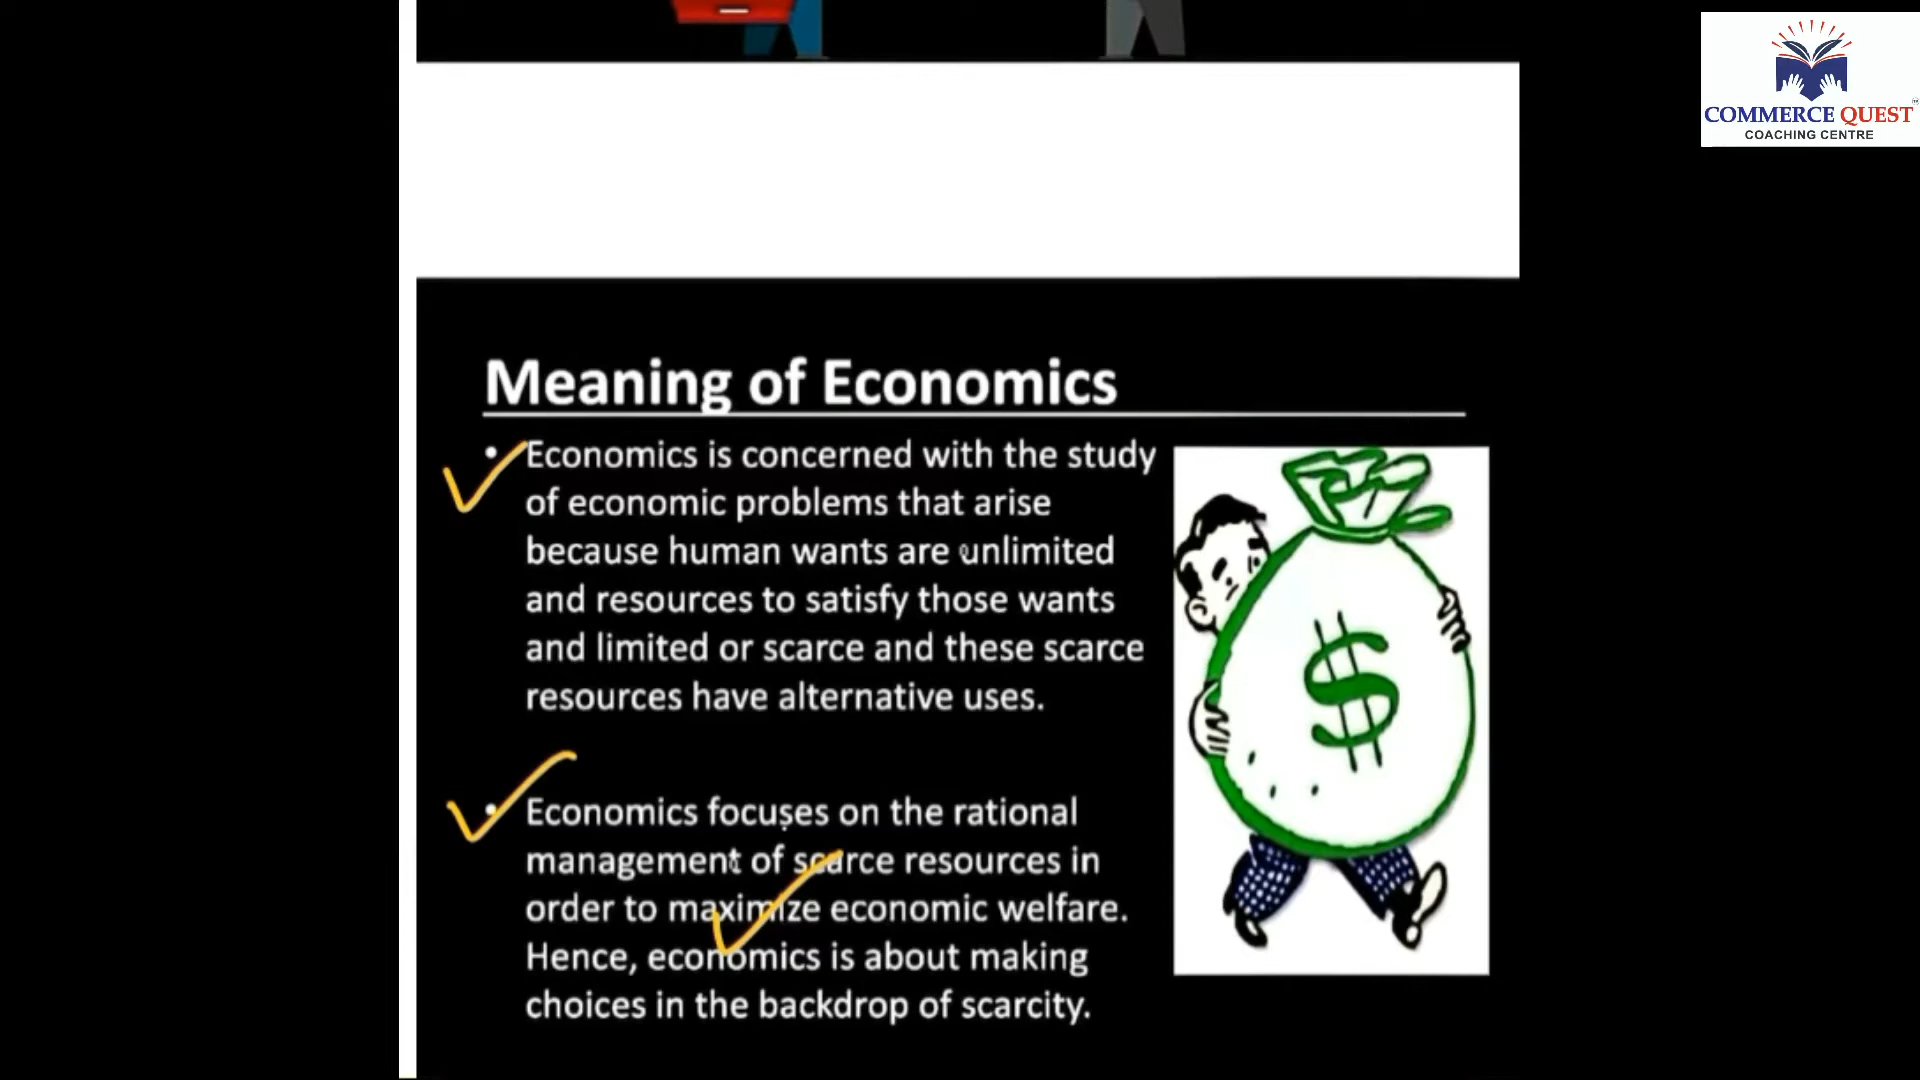 COMMERCE QUEST
COACHING CENTRE
Meaning of Economics
• Economics is concerned with the study
of economic problems that arise
because human wants are unlimited
and resources to satisfy those wants
and limited or scarce and these scarce
resources have alternative uses.
• Economics focuses on the rational
management of scarce resources in
order to maximize economic welfare.
Hence, economics is about making
choices in the backdrop of scarcity.
$